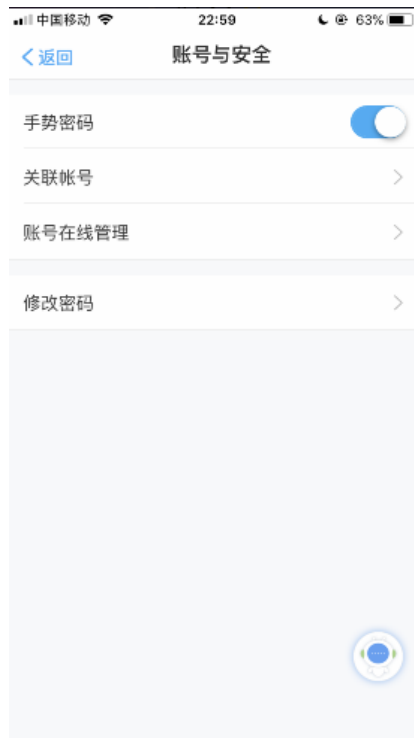 中国移动 22:59 63%
返回 账号与安全
手势密码
关联帐号
账号在线管理
修改密码